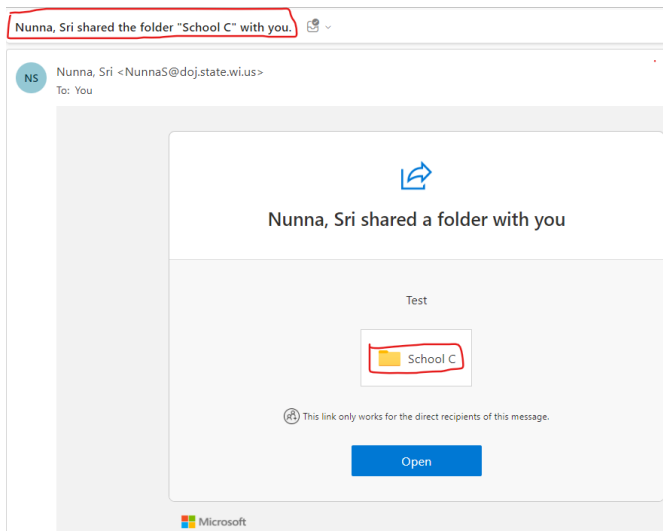 Nunna, Sri shared the folder "School C" with you.
NS
Nunna, Sri <NunnaS@doj.state.wi.us>
To: You
Nunna, Sri shared a folder with you
Test
School C
This link only works for the direct recipients of this message.
Open
Microsoft